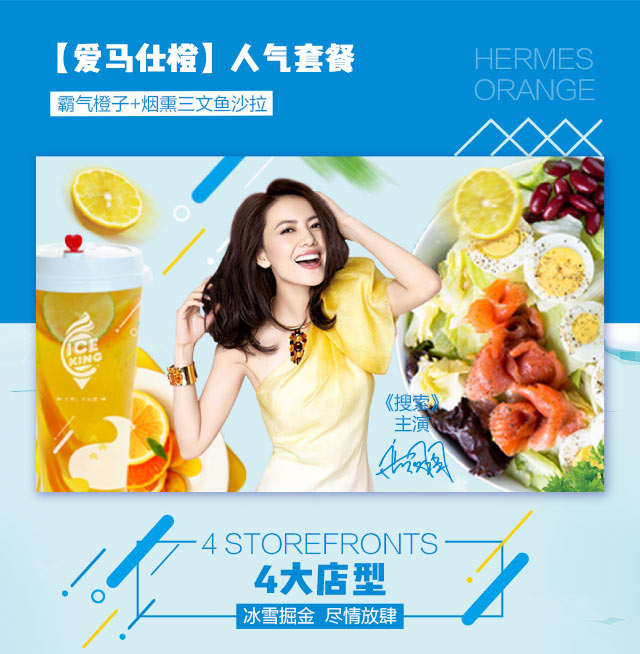 【爱马仕橙】人气套餐
霸气橙子+烟熏三文鱼沙拉
HERMES
ORANGE
ICE
KING
《搜索》
主演
4 STOREFRONTS
4大店型
冰雪掘金 尽情放肆